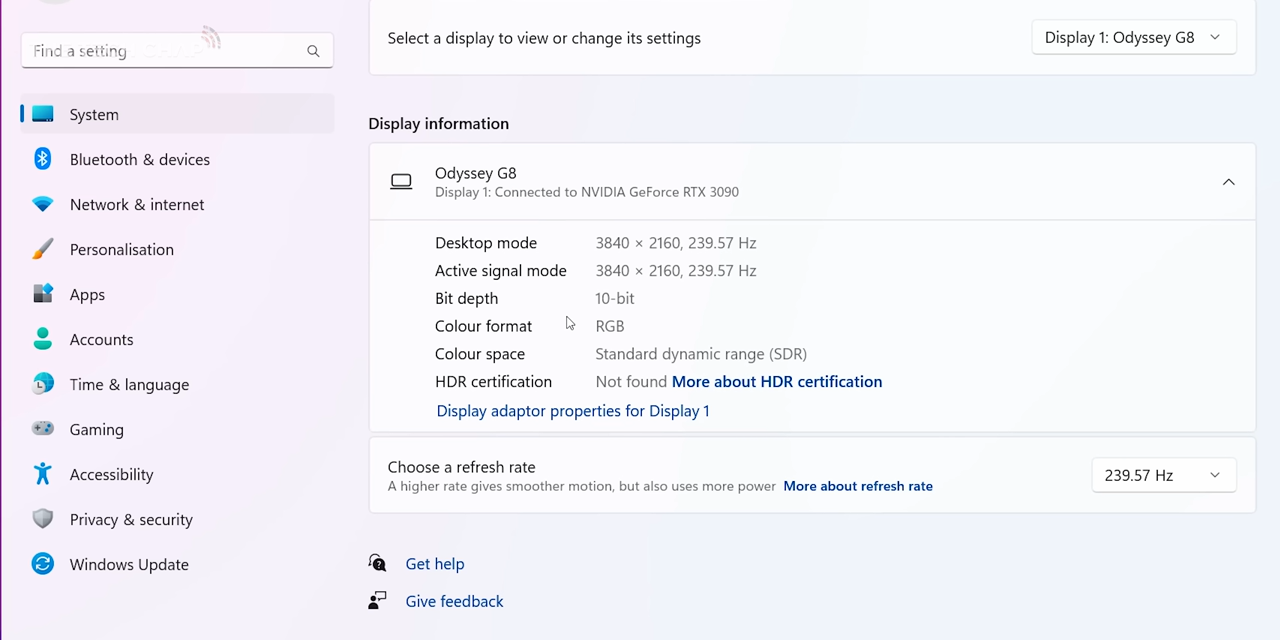 Find a setting
System
Bluetooth & devices
Network & internet
Personalisation
Apps
Accounts
Time & language
Gaming
Accessibility
Privacy & security
Windows Update
Select a display to view or change its settings
Display 1: Odyssey G8
Display information
Odyssey G8
Display 1: Connected to NVIDIA GeForce RTX 3090
Desktop mode 3840 × 2160, 239.57 Hz
Active signal mode 3840 × 2160, 239.57 Hz
Bit depth 10-bit
Colour format RGB
Colour space Standard dynamic range (SDR)
HDR certification Not found More about HDR certification
Display adaptor properties for Display 1
Choose a refresh rate
A higher rate gives smoother motion, but also uses more power More about refresh rate
239.57 Hz
Get help
Give feedback